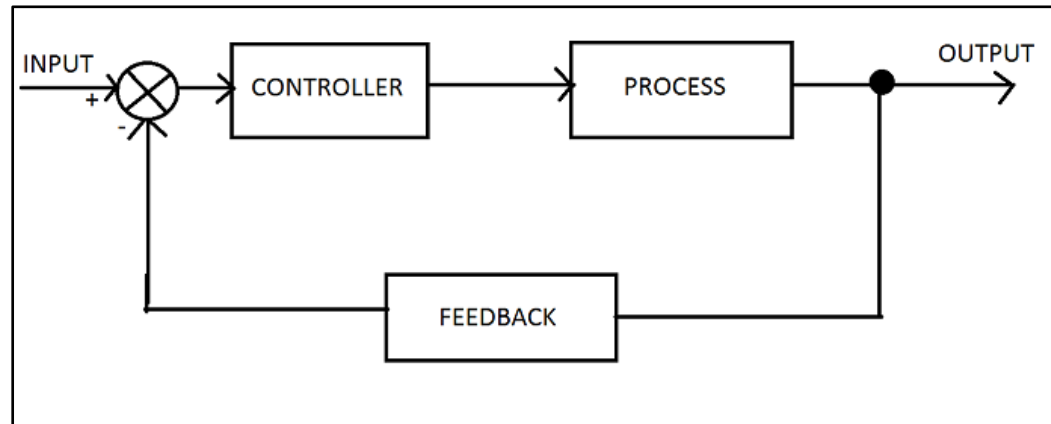 INPUT
+
-
CONTROLLER
PROCESS
OUTPUT
FEEDBACK